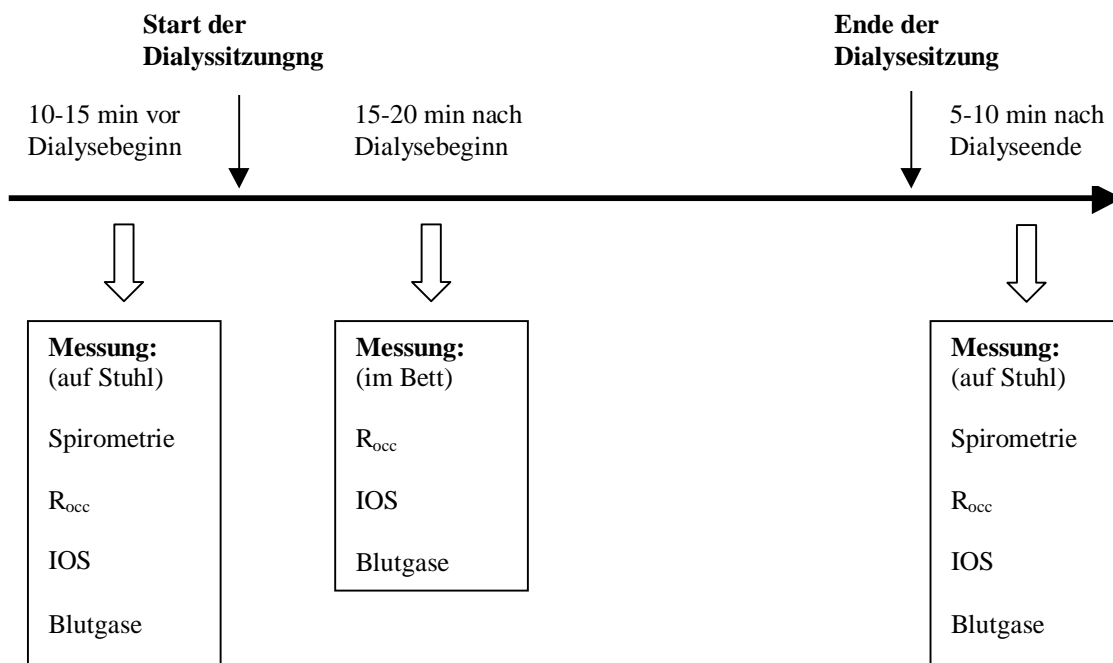 Start der
Dialyssitzungng
Ende der
Dialysesitzung
10-15 min vor
Dialysebeginn
15-20 min nach
Dialysebeginn
5-10 min nach
Dialyseende
Messung:
(auf Stuhl)
Spirometrie
Rocc
IOS
Blutgase
Messung:
(im Bett)
Rocc
IOS
Blutgase
Messung:
(auf Stuhl)
Spirometrie
Rocc
IOS
Blutgase